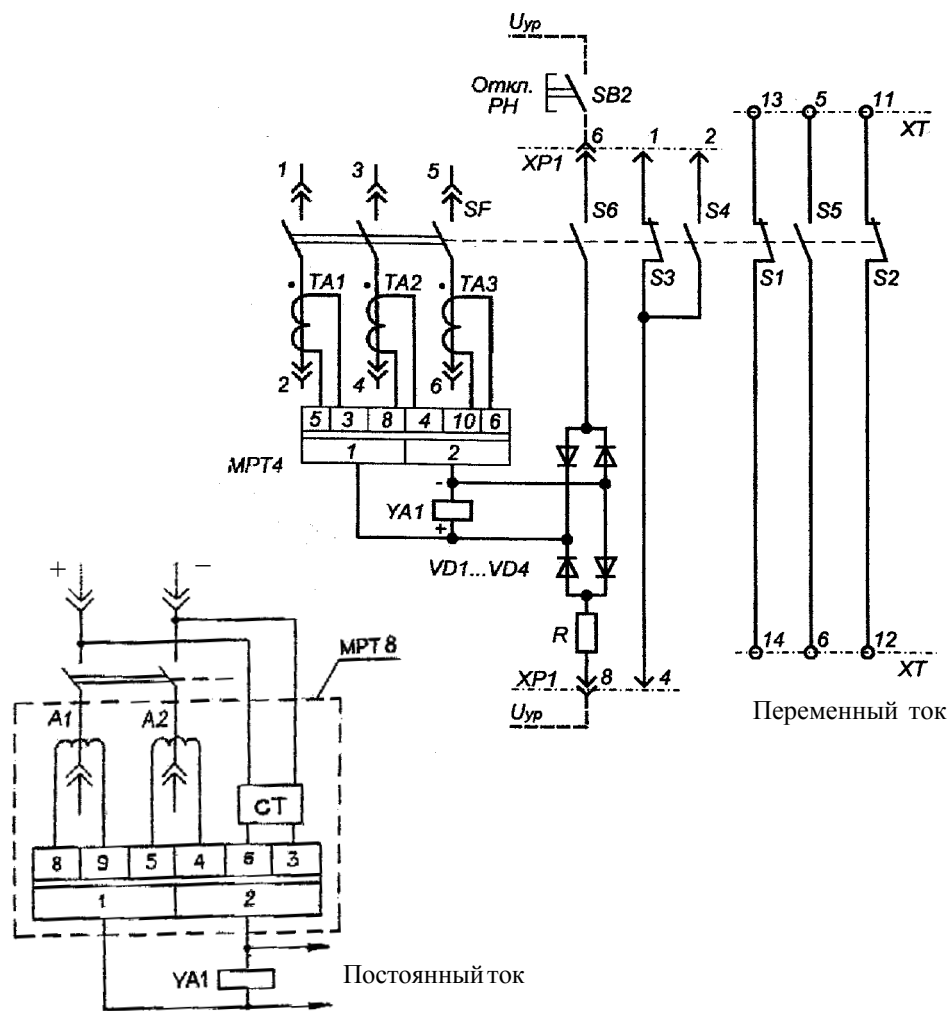 Uур
Откл.
РН
SB2
6 1 2
XP1
13 5 11
XT
1 3 5
SF
S6 S4 S5
S3 S1 S2
TA1 TA2 TA3
2 4 6
5 3 8 4 10 6
1 2
МРТ4
-
YA1
+
VD1...VD4
R
XP1 8 4
Uур
14 6 12
XT
Переменный ток
+ −
МРТ 8
A1 A2
СТ
8 9 5 4 6 3
1 2
YA1
Постоянный ток